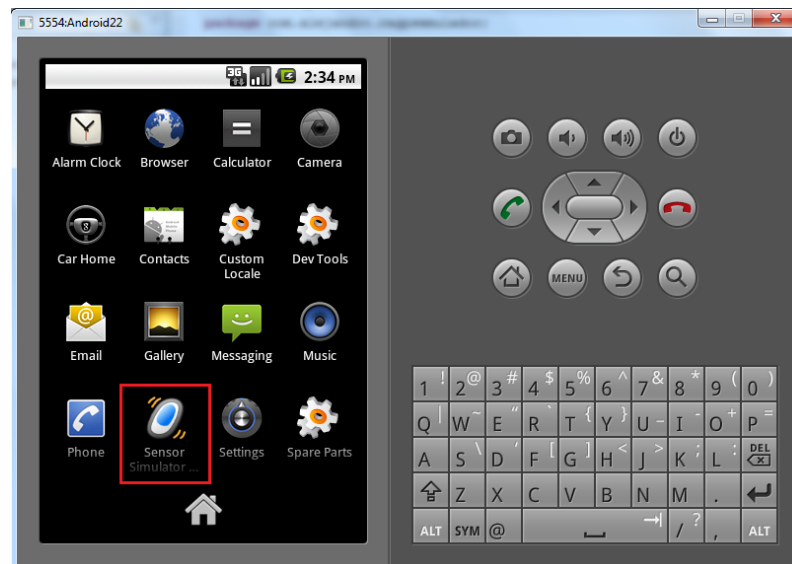 5554:Android22
3G 2:34 PM
Alarm Clock Browser Calculator Camera
Car Home Contacts Custom Locale Dev Tools
Email Gallery Messaging Music
Phone Sensor Simulator ... Settings Spare Parts
MENU
1 ! 2 @ 3 # 4 $ 5 % 6 ^ 7 & 8 * 9 ( 0 )
Q | W ~ E " R ` T { Y } U - I - O + P =
A S \ D ' F [ G ] H < J > K ; L : DEL
Z X C V B N M .
ALT SYM @ / ? , ALT